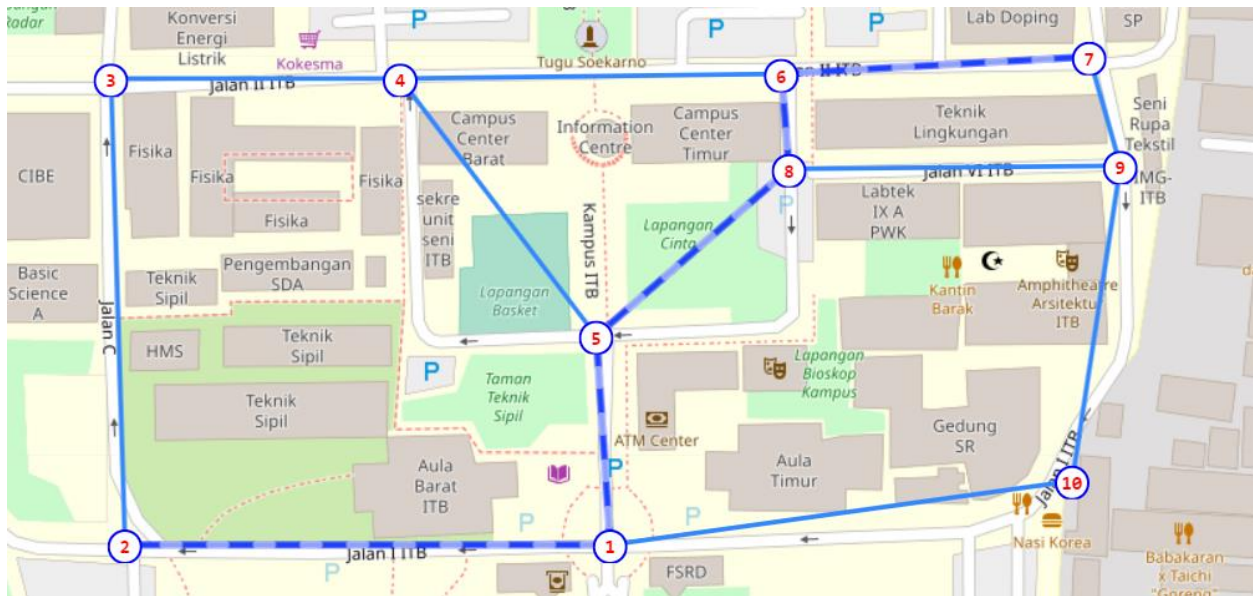 Radar
Konversi
Energi
Listrik
Kokesma
P
Tugu Soekarno
P
P
Lab Doping
SP
3
Jalan II ITB
4
6
II ITB
7
CIBE
Fisika
Fisika
Fisika
Fisika
Campus
Center
Barat
Information
Centre
Campus
Center
Timur
Teknik
Lingkungan
Seni
Rupa
Tekstil
IMG-
ITB
8
Jalan VI ITB
9
sekre
unit
seni
ITB
Kampus ITB
Lapangan
Cinta
P
Labtek
IX A
PWK
Basic
Science
A
Teknik
Sipil
Pengembangan
SDA
Lapangan
Basket
Kantin
Barak
Amphitheatre
Arsitektur
ITB
Jalan C
HMS
Teknik
Sipil
5
P
Taman
Teknik
Sipil
Lapangan
Bioskop
Kampus
Teknik
Sipil
ATM Center
Gedung
SR
Aula
Barat
ITB
P
Aula
Timur
10
Jalan I ITB
P
P
Nasi Korea
2
Jalan I ITB
1
P
FSRD
Babakaran
x Taichi
"Goreng"